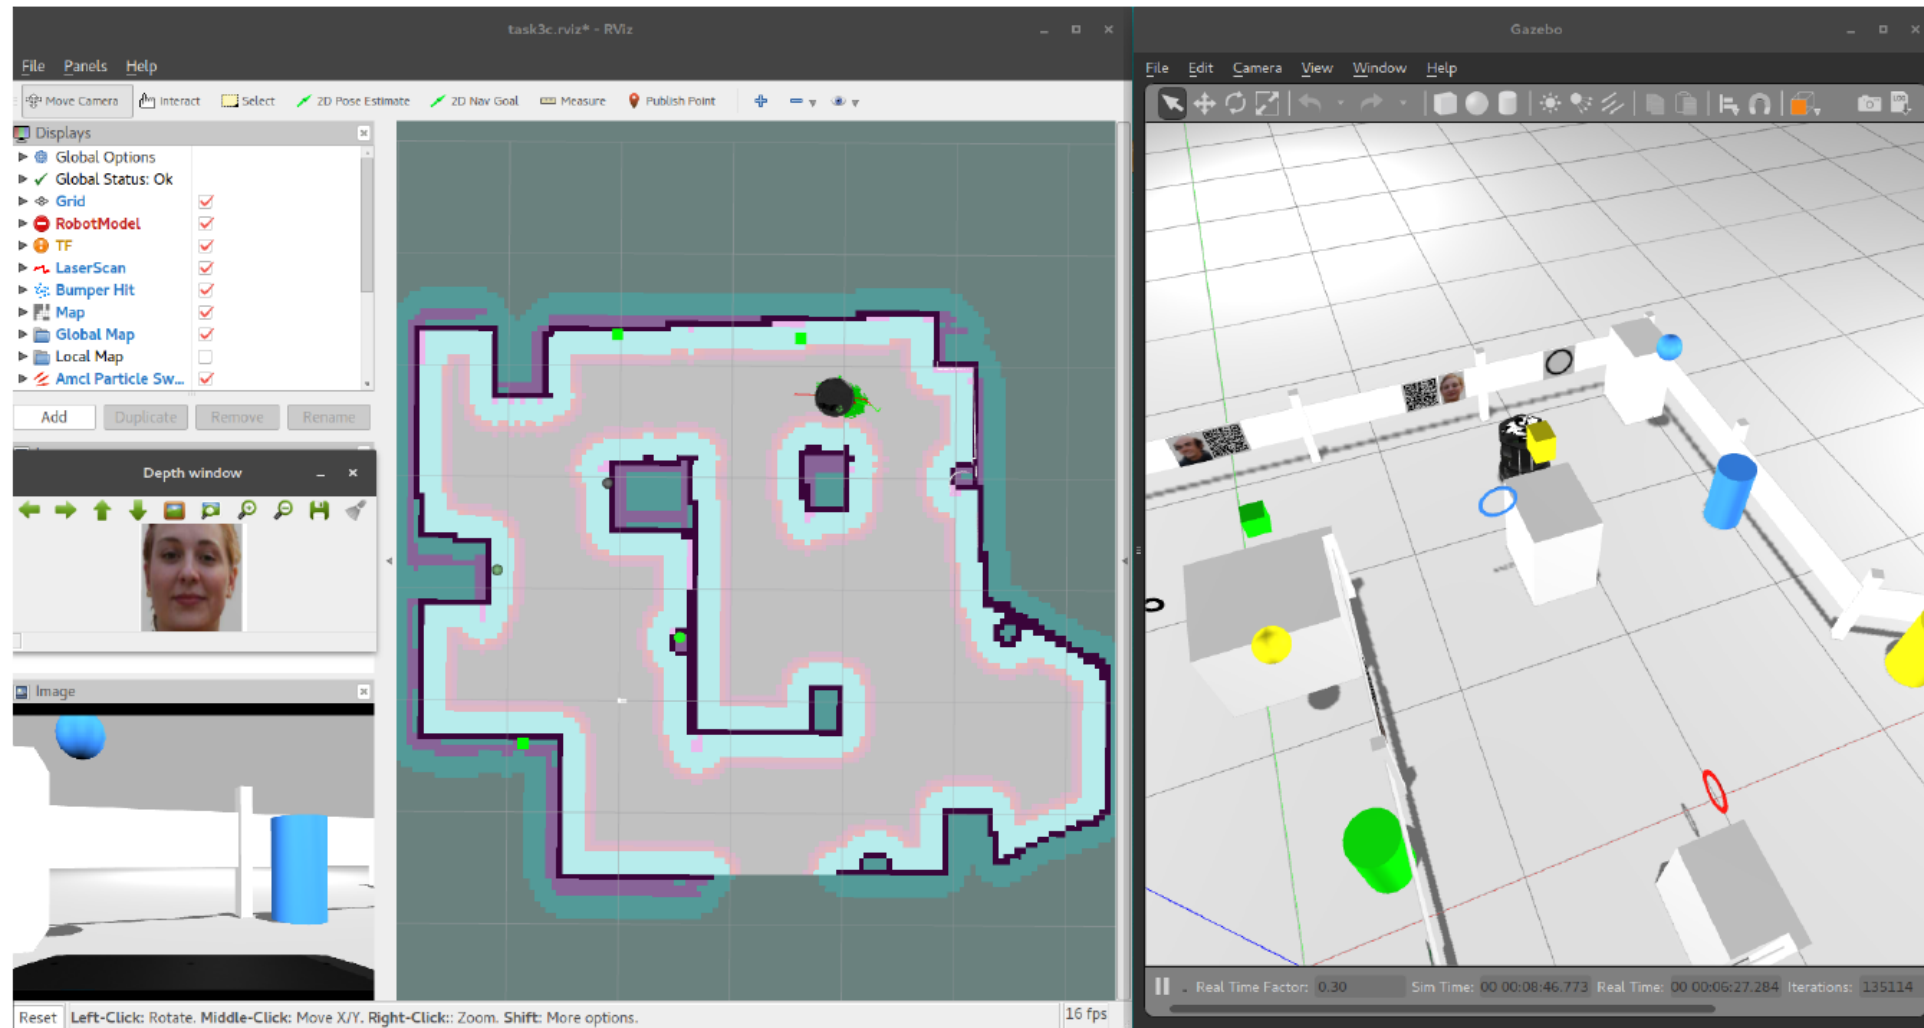 task3c.rviz* - RViz
File Panels Help
Move Camera Interact Select 2D Pose Estimate 2D Nav Goal Measure Publish Point
Displays
Global Options
Global Status: Ok
Grid
RobotModel
TF
LaserScan
Bumper Hit
Map
Global Map
Local Map
Amcl Particle Sw...
Add Duplicate Remove Rename
Depth window
Image
Reset Left-Click: Rotate. Middle-Click: Move X/Y. Right-Click:: Zoom. Shift: More options.
16 fps
Gazebo
File Edit Camera View Window Help
LOG
Real Time Factor: 0.30 Sim Time: 00 00:08:46.773 Real Time: 00 00:06:27.284 Iterations: 135114